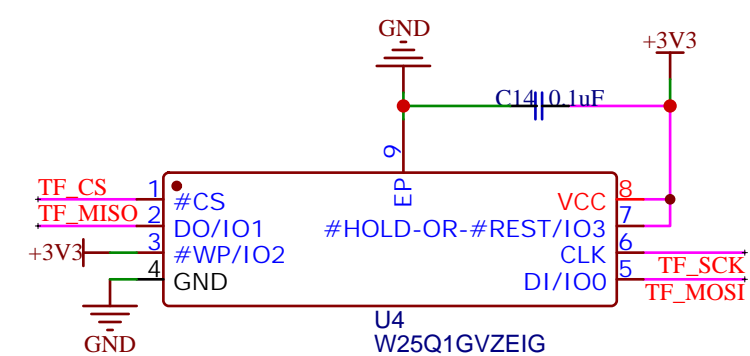 GND
+3V3
C14 0.1uF
9
EP
TF_CS 1 #CS
VCC 8
TF_MISO 2 DO/IO1
#HOLD-OR-#REST/IO3 7
+3V3 3 #WP/IO2
CLK 6 TF_SCK
4 GND
DI/IO0 5 TF_MOSI
GND
U4
W25Q1GVZEIG